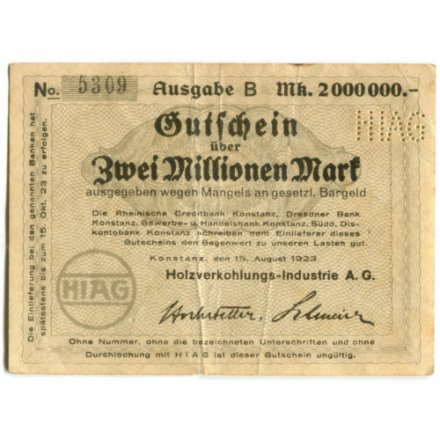 No. 5309 Ausgabe B Mk. 2000000.-
HIAG
Gutschein
über
Zwei Millionen Mark
ausgegeben wegen Mangels an gesetzl. Bargeld
Die Rheinische Creditbank Konstanz, Dresdner Bank
Konstanz, Gewerbe- u. Handelsbank Konstanz, Südd. Dis-
kontobank Konstanz schreiben dem Einlieferer dieses
Gutscheins den Gegenwert zu unseren Lasten gut.
Konstanz, den 15. August 1923
Holzverkohlungs-Industrie A. G.
HIAG
Ohne Nummer, ohne die bezeichneten Unterschriften und ohne
Durchlochung mit HIAG ist dieser Gutschein ungültig.
Die Einlieferung bei den genannten Banken hat
spätestens bis zum 15. Okt. 23 zu erfolgen.